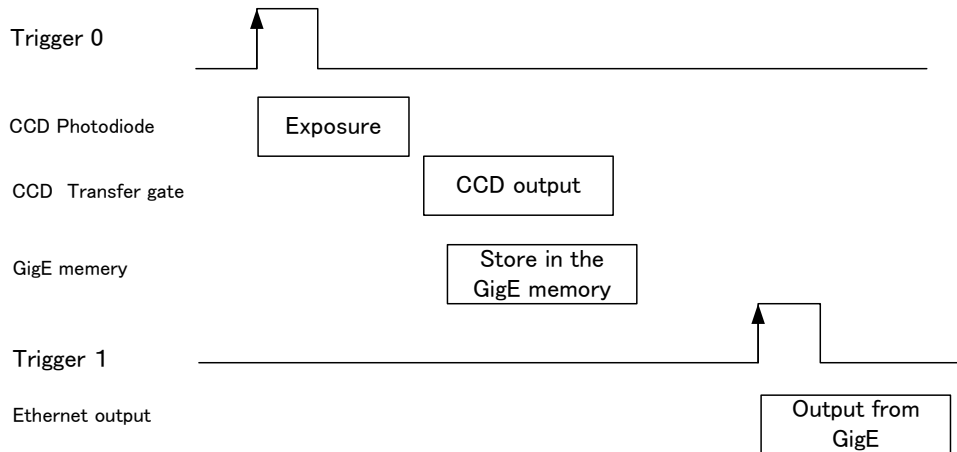 Trigger 0
CCD Photodiode
Exposure
CCD Transfer gate
CCD output
GigE memery
Store in the
GigE memory
Trigger 1
Ethernet output
Output from
GigE